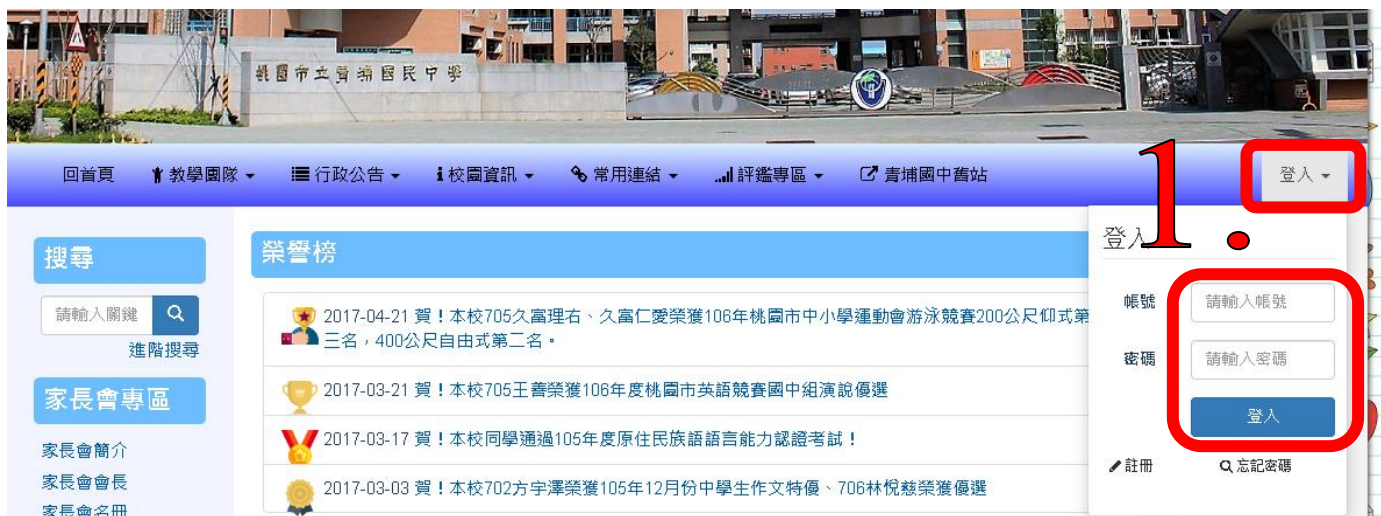 桃園市立青埔國民中學
回首頁 教學團隊 行政公告 i 校園資訊 常用連結 評鑑專區 青埔國中舊站 登入
1.
搜尋
請輸入關鍵
進階搜尋
家長會專區
家長會簡介
家長會會長
家長會名冊
榮譽榜
2017-04-21 賀！本校705久富理右、久富仁愛榮獲106年桃園市中小學運動會游泳競賽200公尺仰式第
三名，400公尺自由式第二名。
2017-03-21 賀！本校705王善榮獲106年度桃園市英語競賽國中組演說優選
2017-03-17 賀！本校同學通過105年度原住民族語語言能力認證考試！
2017-03-03 賀！本校702方宇澤榮獲105年12月份中學生作文特優、706林悅慈榮獲優選
登入
帳號 請輸入帳號
密碼 請輸入密碼
登入
註冊 忘記密碼